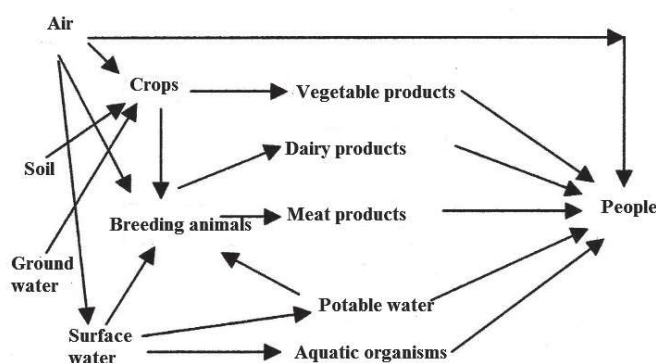 Air
Crops
Vegetable products
Dairy products
Soil
People
Meat products
Breeding animals
Ground
water
Potable water
Surface
water
Aquatic organisms